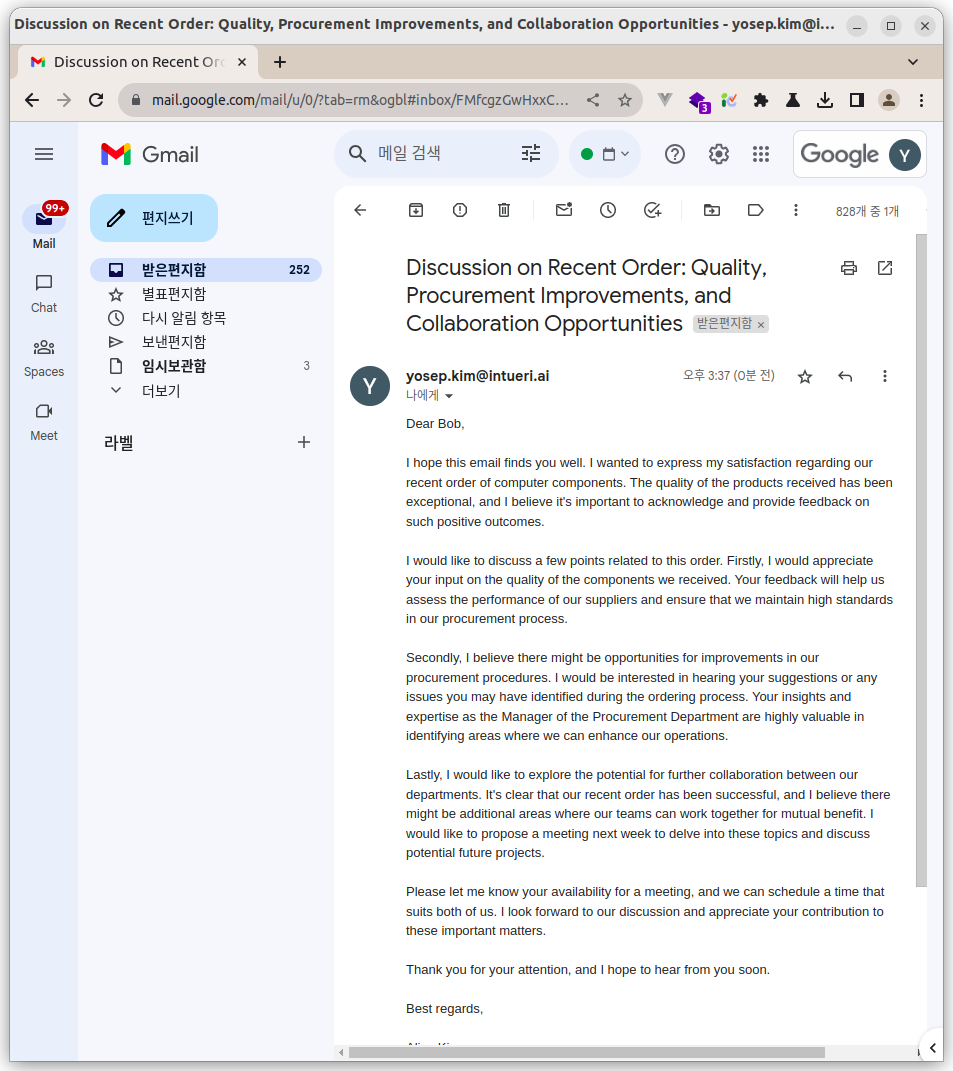 Discussion on Recent Order: Quality, Procurement Improvements, and Collaboration Opportunities - yosep.kim@i...
Discussion on Recent Or
mail.google.com/mail/u/0/?tab=rm&ogbl#inbox/FMfcgzGwHxxC...
3
Gmail
메일 검색
Google
Y
99+
Mail
Chat
Spaces
Meet
편지쓰기
받은편지함 252
별표편지함
다시 알림 항목
보낸편지함
임시보관함 3
더보기
라벨
828개 중 1개
Discussion on Recent Order: Quality,
Procurement Improvements, and
Collaboration Opportunities 받은편지함 ×
Y
yosep.kim@intueri.ai 오후 3:37 (0분 전)
나에게
Dear Bob,
I hope this email finds you well. I wanted to express my satisfaction regarding our
recent order of computer components. The quality of the products received has been
exceptional, and I believe it's important to acknowledge and provide feedback on
such positive outcomes.
I would like to discuss a few points related to this order. Firstly, I would appreciate
your input on the quality of the components we received. Your feedback will help us
assess the performance of our suppliers and ensure that we maintain high standards
in our procurement process.
Secondly, I believe there might be opportunities for improvements in our
procurement procedures. I would be interested in hearing your suggestions or any
issues you may have identified during the ordering process. Your insights and
expertise as the Manager of the Procurement Department are highly valuable in
identifying areas where we can enhance our operations.
Lastly, I would like to explore the potential for further collaboration between our
departments. It's clear that our recent order has been successful, and I believe there
might be additional areas where our teams can work together for mutual benefit. I
would like to propose a meeting next week to delve into these topics and discuss
potential future projects.
Please let me know your availability for a meeting, and we can schedule a time that
suits both of us. I look forward to our discussion and appreciate your contribution to
these important matters.
Thank you for your attention, and I hope to hear from you soon.
Best regards,